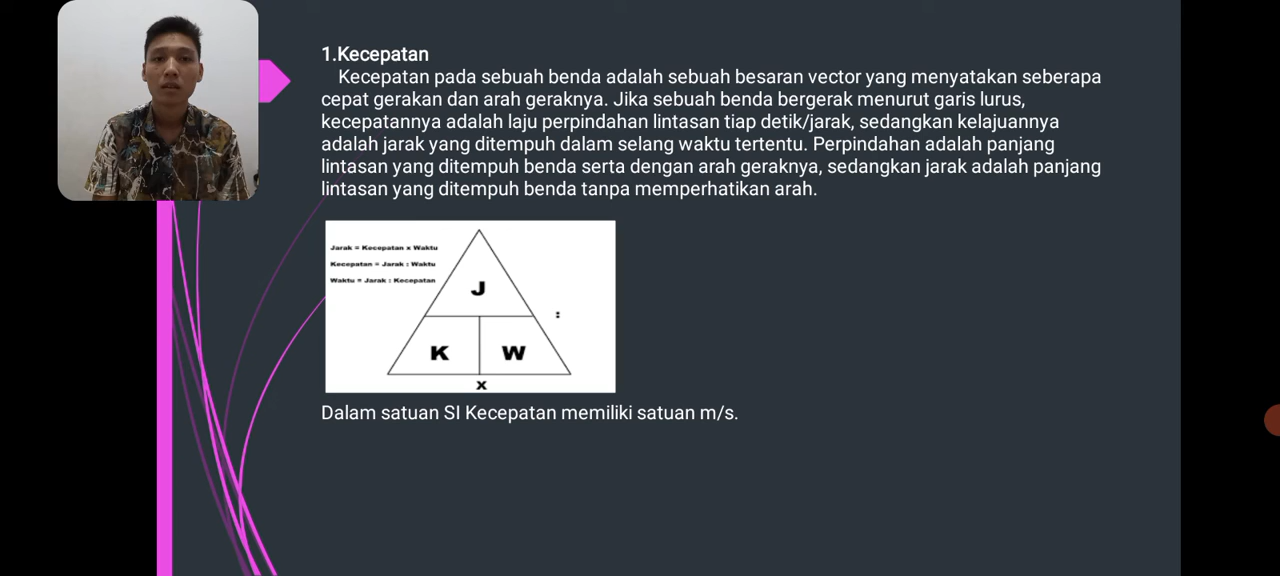 1.Kecepatan
Kecepatan pada sebuah benda adalah sebuah besaran vector yang menyatakan seberapa
cepat gerakan dan arah geraknya. Jika sebuah benda bergerak menurut garis lurus,
kecepatannya adalah laju perpindahan lintasan tiap detik/jarak, sedangkan kelajuannya
adalah jarak yang ditempuh dalam selang waktu tertentu. Perpindahan adalah panjang
lintasan yang ditempuh benda serta dengan arah geraknya, sedangkan jarak adalah panjang
lintasan yang ditempuh benda tanpa memperhatikan arah.
Jarak = Kecepatan x Waktu
Kecepatan = Jarak : Waktu
Waktu = Jarak : Kecepatan
J
:
K W
x
Dalam satuan SI Kecepatan memiliki satuan m/s.